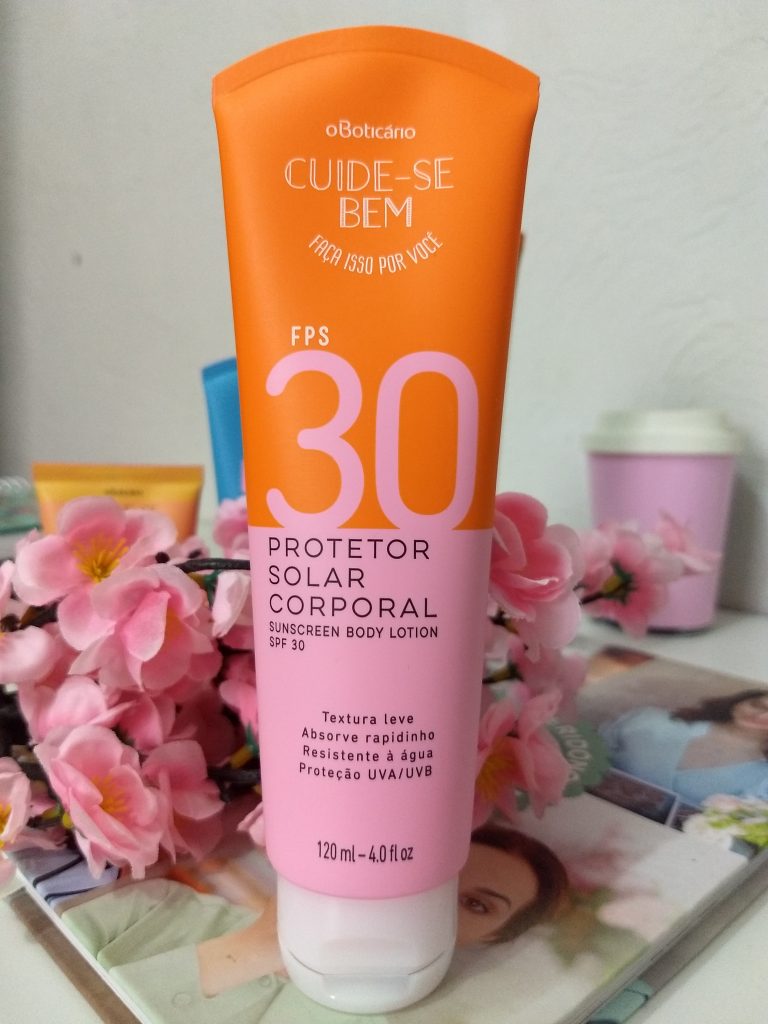 oBoticário
CUIDE-SE
BEM
FAÇA ISSO POR VOCÊ
FPS
30
PROTETOR
SOLAR
CORPORAL
SUNSCREEN BODY LOTION
SPF 30
Textura leve
Absorve rapidinho
Resistente à água
Proteção UVA/UVB
120 ml – 4.0 fl oz